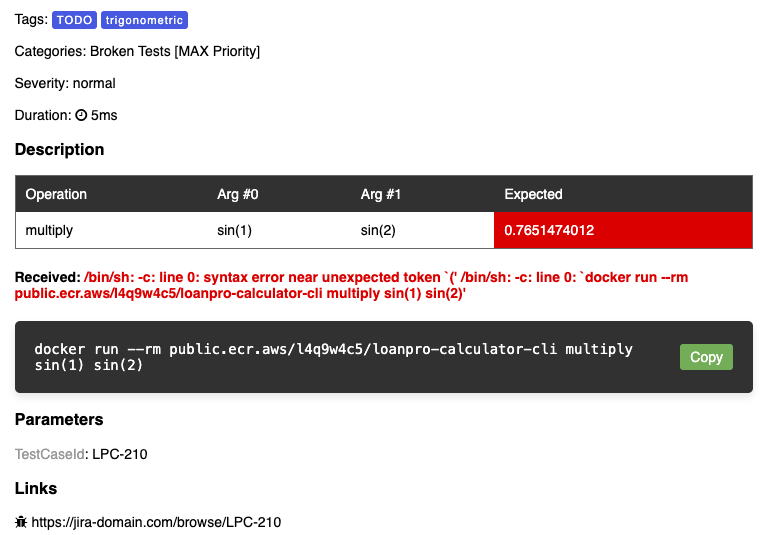 Tags: TODO trigonometric
Categories: Broken Tests [MAX Priority]
Severity: normal
Duration: 5ms
Description
Operation Arg #0 Arg #1 Expected
multiply sin(1) sin(2) 0.7651474012
Received: /bin/sh: -c: line 0: syntax error near unexpected token `(' /bin/sh: -c: line 0: `docker run --rm
public.ecr.aws/l4q9w4c5/loanpro-calculator-cli multiply sin(1) sin(2)'
docker run --rm public.ecr.aws/l4q9w4c5/loanpro-calculator-cli multiply
sin(1) sin(2)
Copy
Parameters
TestCaseId: LPC-210
Links
https://jira-domain.com/browse/LPC-210